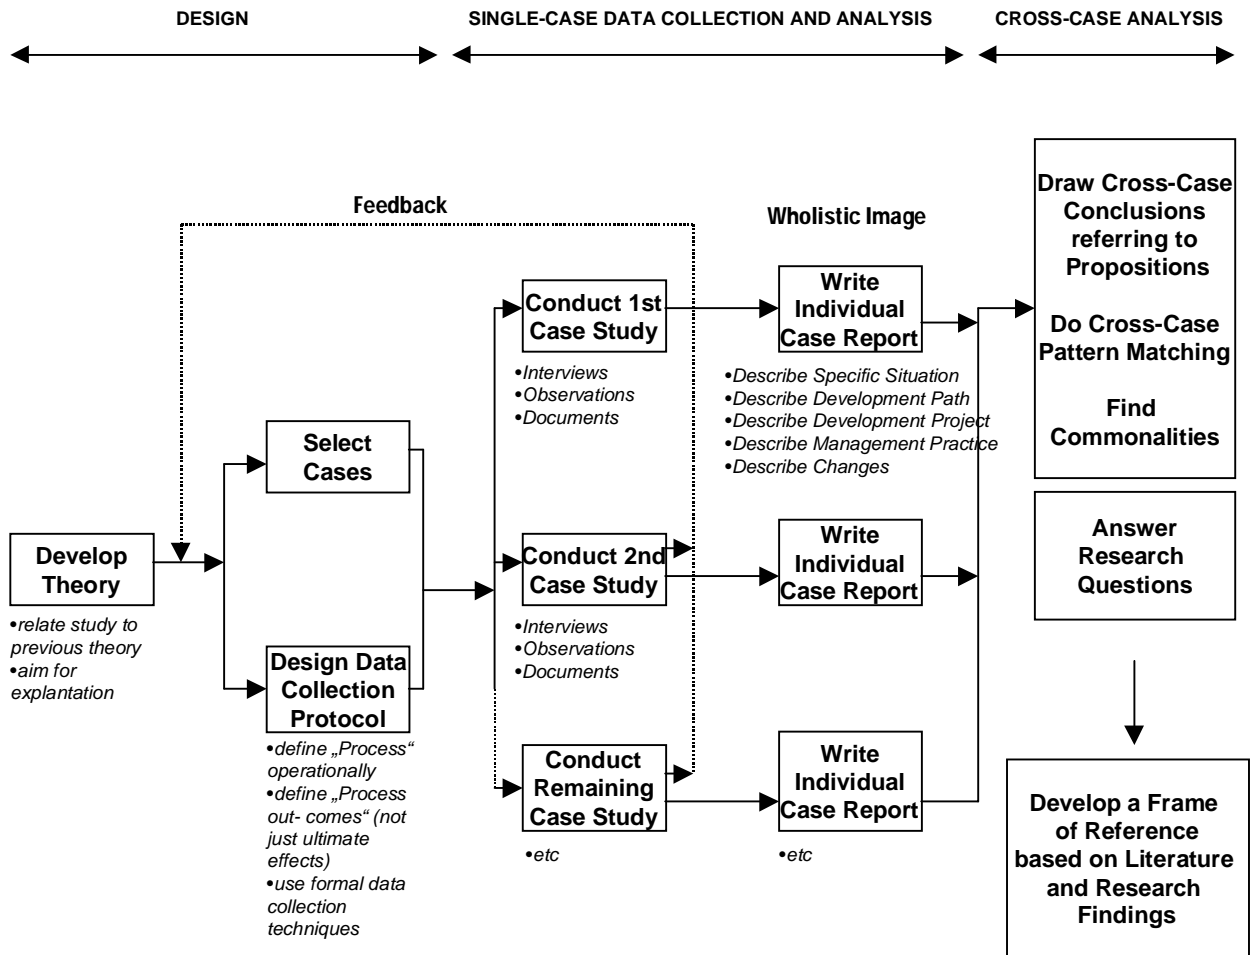 DESIGN
SINGLE-CASE DATA COLLECTION AND ANALYSIS
CROSS-CASE ANALYSIS
Feedback
Wholistic Image
Develop
Theory
•relate study to
previous theory
•aim for
explantation
Select
Cases
Design Data
Collection
Protocol
•define „Process“
operationally
•define „Process
out- comes“ (not
just ultimate
effects)
•use formal data
collection
techniques
Conduct 1st
Case Study
•Interviews
•Observations
•Documents
Conduct 2nd
Case Study
•Interviews
•Observations
•Documents
Conduct
Remaining
Case Study
•etc
Write
Individual
Case Report
•Describe Specific Situation
•Describe Development Path
•Describe Development Project
•Describe Management Practice
•Describe Changes
Write
Individual
Case Report
Write
Individual
Case Report
•etc
Draw Cross-Case
Conclusions
referring to
Propositions
Do Cross-Case
Pattern Matching
Find
Commonalities
Answer
Research
Questions
Develop a Frame
of Reference
based on Literature
and Research
Findings